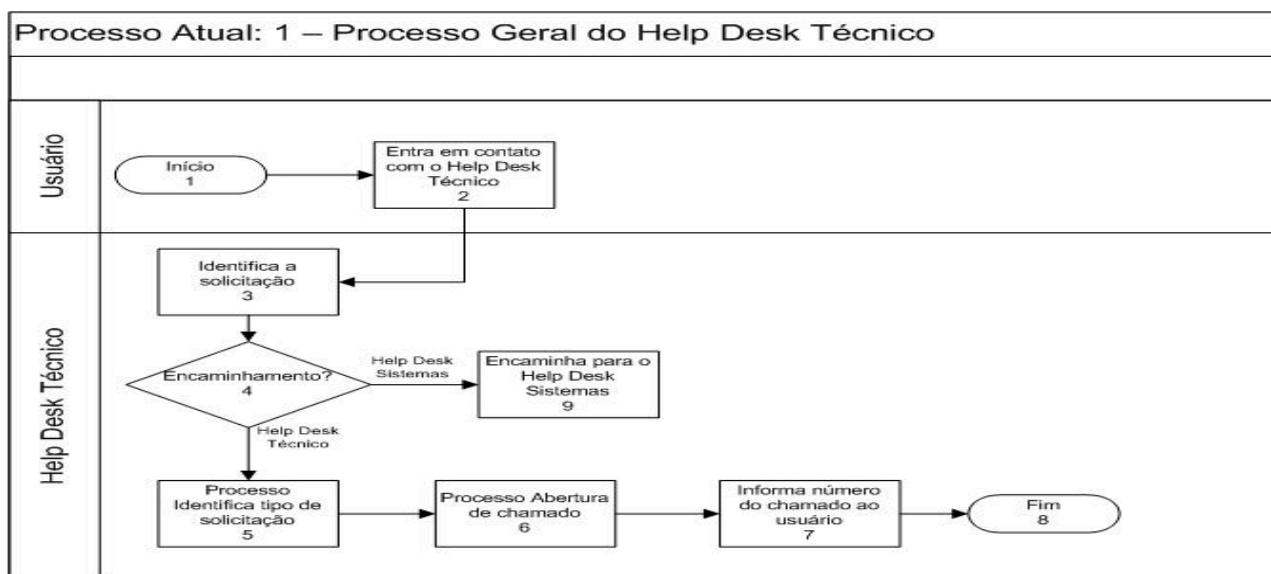 Processo Atual: 1 – Processo Geral do Help Desk Técnico
Usuário
Início
1
Entra em contato
com o Help Desk
Técnico
2
Help Desk Técnico
Identifica a
solicitação
3
Encaminhamento?
4
Help Desk
Sistemas
Encaminha para o
Help Desk
Sistemas
9
Help Desk
Técnico
Processo
Identifica tipo de
solicitação
5
Processo Abertura
de chamado
6
Informa número
do chamado ao
usuário
7
Fim
8